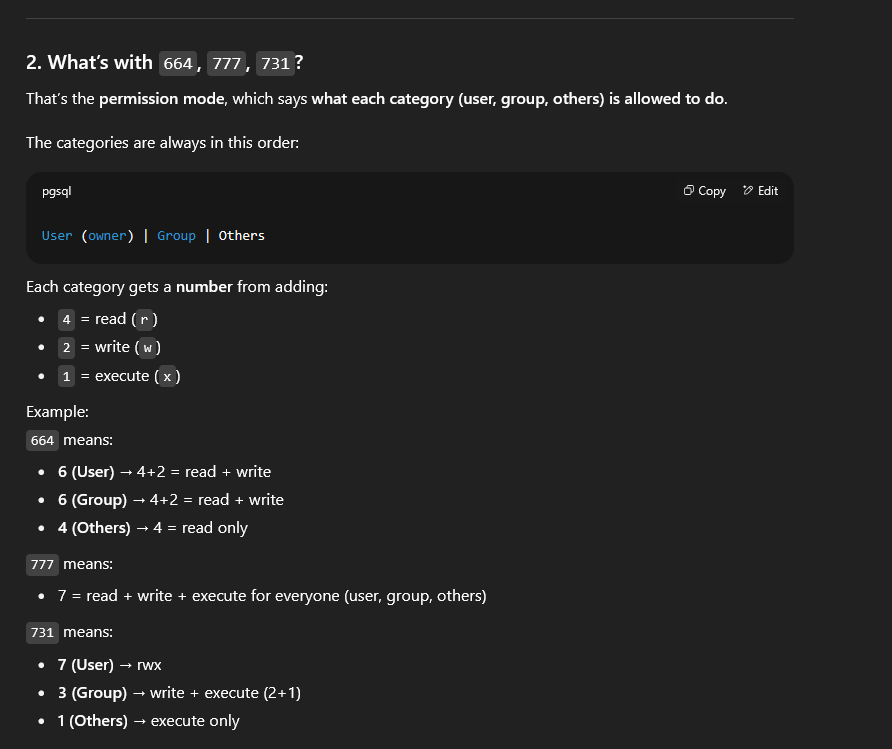 2. What’s with 664, 777, 731?
That’s the permission mode, which says what each category (user, group, others) is allowed to do.
The categories are always in this order:
pgsql Copy Edit
User (owner) | Group | Others
Each category gets a number from adding:
• 4 = read (r)
• 2 = write (w)
• 1 = execute (x)
Example:
664 means:
• 6 (User) → 4+2 = read + write
• 6 (Group) → 4+2 = read + write
• 4 (Others) → 4 = read only
777 means:
• 7 = read + write + execute for everyone (user, group, others)
731 means:
• 7 (User) → rwx
• 3 (Group) → write + execute (2+1)
• 1 (Others) → execute only